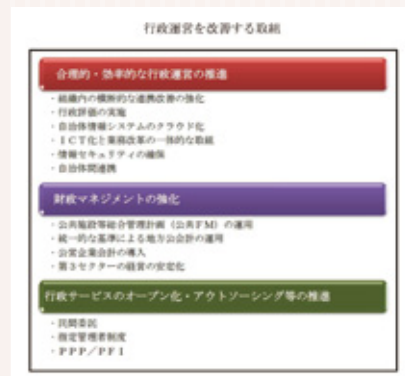 行政運営を改善する取組
合理的・効率的な行政運営の推進
・組織内の横断的な連携改善の強化
・行政評価の実施
・自治体情報システムのクラウド化
・ICT化と業務改革の一体的な取組
・情報セキュリティの確保
・自治体間連携
財政マネジメントの強化
・公共施設等総合管理計画（公共FM）の運用
・統一的な基準による地方公会計の運用
・公営企業会計の導入
・第3セクターの経営の安定化
行政サービスのオープン化・アウトソーシング等の推進
・民間委託
・指定管理者制度
・PPP／PFI